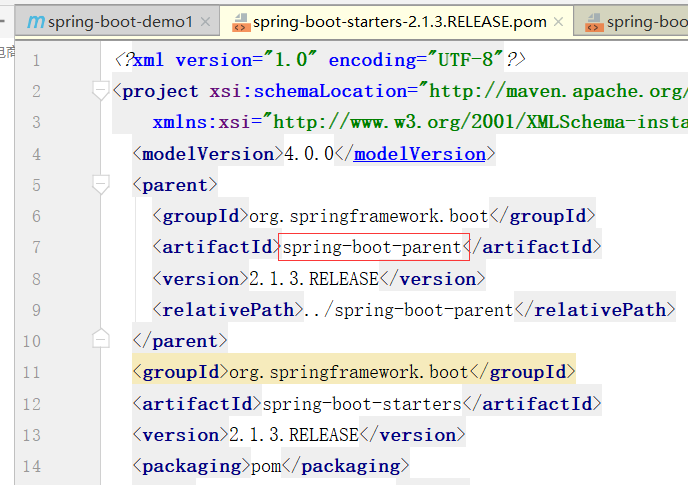 spring-boot-demo1 × spring-boot-starters-2.1.3.RELEASE.pom × spring-boo
电商
1 <?xml version="1.0" encoding="UTF-8"?>
2 <project xsi:schemaLocation="http://maven.apache.org/
3 xmlns:xsi="http://www.w3.org/2001/XMLSchema-insta
4 <modelVersion>4.0.0</modelVersion>
5 <parent>
6 <groupId>org.springframework.boot</groupId>
7 <artifactId>spring-boot-parent</artifactId>
8 <version>2.1.3.RELEASE</version>
9 <relativePath>../spring-boot-parent</relativePath>
10 </parent>
11 <groupId>org.springframework.boot</groupId>
12 <artifactId>spring-boot-starters</artifactId>
13 <version>2.1.3.RELEASE</version>
14 <packaging>pom</packaging>